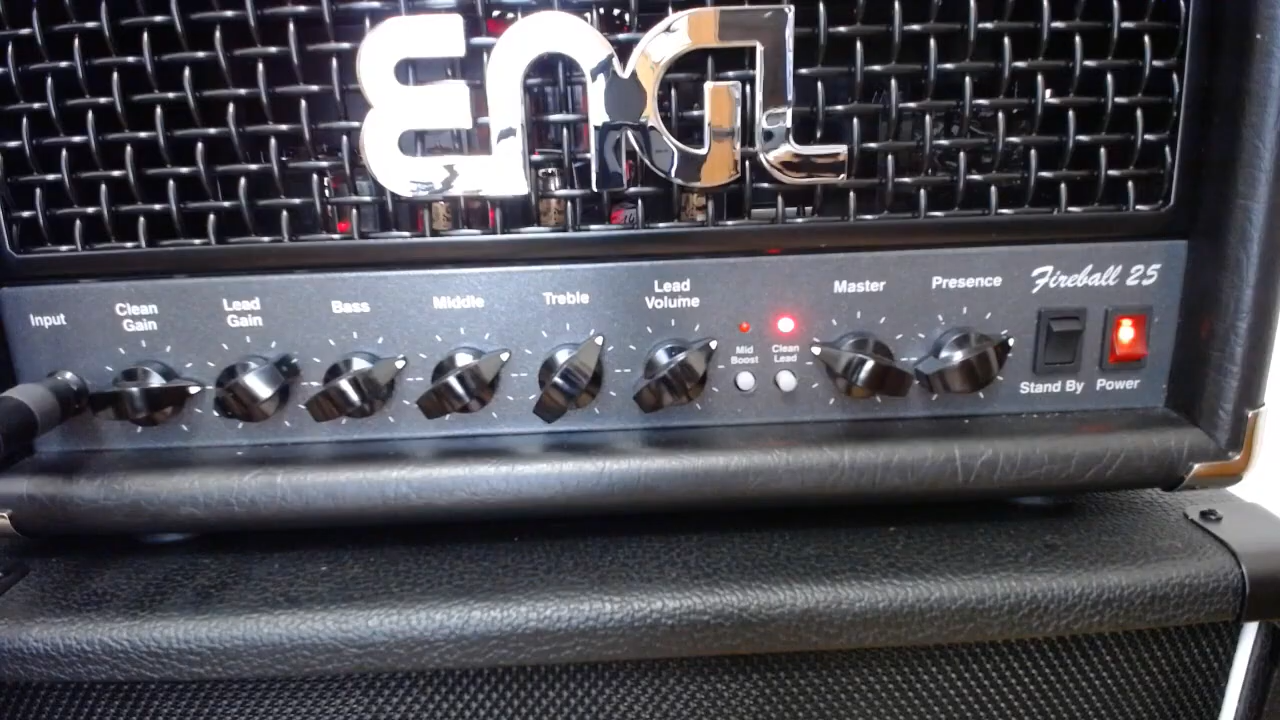 ENGL
Fireball 25
Input
Clean
Gain
Lead
Gain
Bass
Middle
Treble
Lead
Volume
Mid
Boost
Clean
Lead
Master
Presence
Stand By
Power